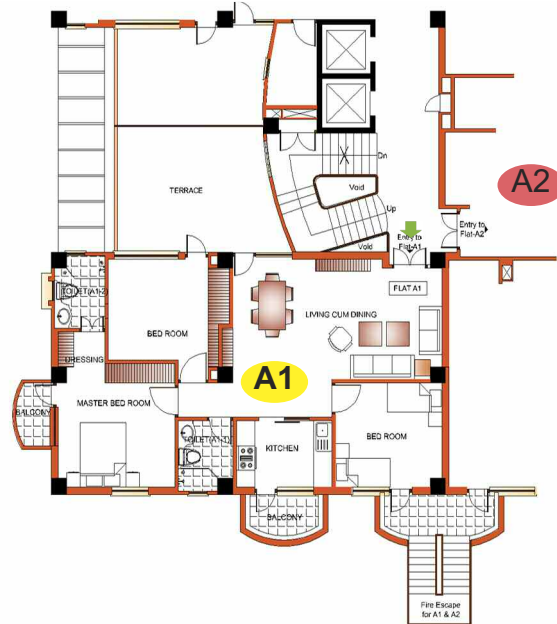 Dn
TERRACE
Void
A2
Up
Entry to
Flat-A2
Entry to
Flat-A1
Void
TOILET(A1-2)
FLAT A1
LIVING CUM DINING
BED ROOM
DRESSING
A1
MASTER BED ROOM
BALCONY
TOILET(A1-1)
BED ROOM
KITCHEN
BALCONY
Fire Escape
for A1 & A2